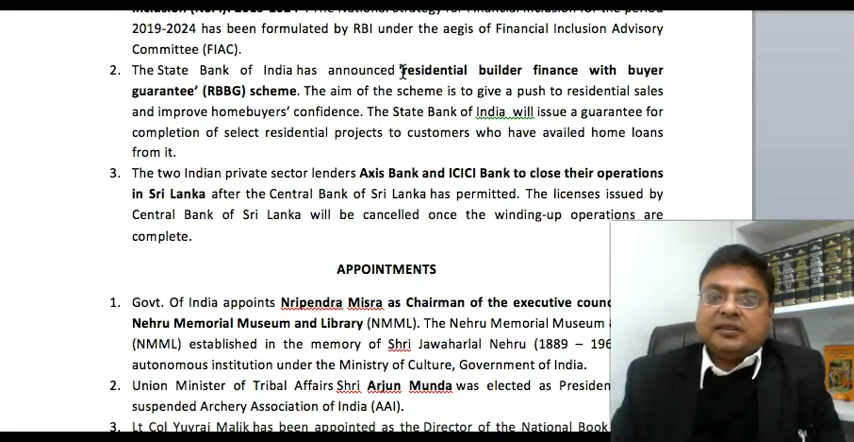 2019-2024 has been formulated by RBI under the aegis of Financial Inclusion Advisory
Committee (FIAC).
2. The State Bank of India has announced 'residential builder finance with buyer
guarantee' (RBBG) scheme. The aim of the scheme is to give a push to residential sales
and improve homebuyers' confidence. The State Bank of India will issue a guarantee for
completion of select residential projects to customers who have availed home loans
from it.
3. The two Indian private sector lenders Axis Bank and ICICI Bank to close their operations
in Sri Lanka after the Central Bank of Sri Lanka has permitted. The licenses issued by
Central Bank of Sri Lanka will be cancelled once the winding-up operations are
complete.
APPOINTMENTS
1. Govt. Of India appoints Nripendra Misra as Chairman of the executive
Nehru Memorial Museum and Library (NMML). The Nehru Memorial Museum
(NMML) established in the memory of Shri Jawaharlal Nehru (1889 –
autonomous institution under the Ministry of Culture, Government of India.
2. Union Minister of Tribal Affairs Shri Arjun Munda was elected as
suspended Archery Association of India (AAI).
3. Lt Col Yuvraj Malik has been appointed as the Director of the National Book